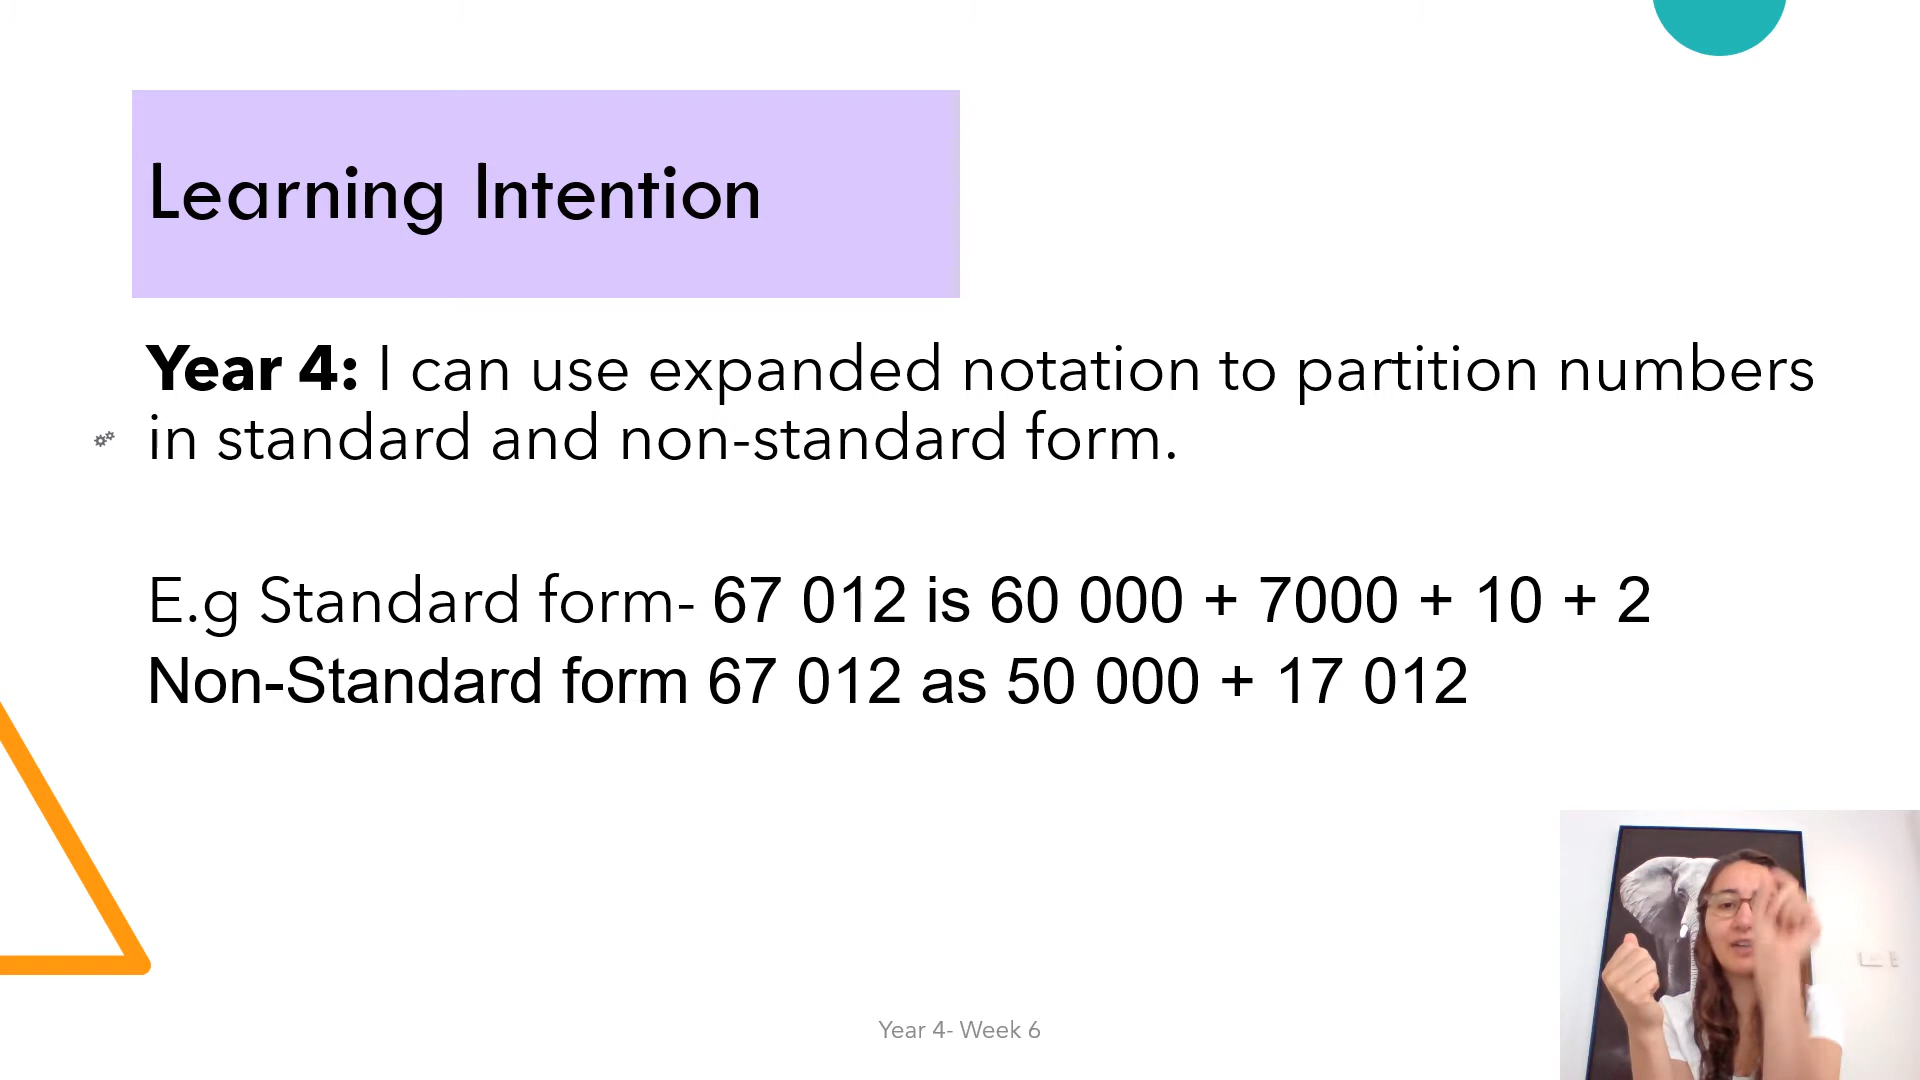 Learning Intention
Year 4: I can use expanded notation to partition numbers
in standard and non-standard form.
E.g Standard form- 67 012 is 60 000 + 7000 + 10 + 2
Non-Standard form 67 012 as 50 000 + 17 012
Year 4- Week 6